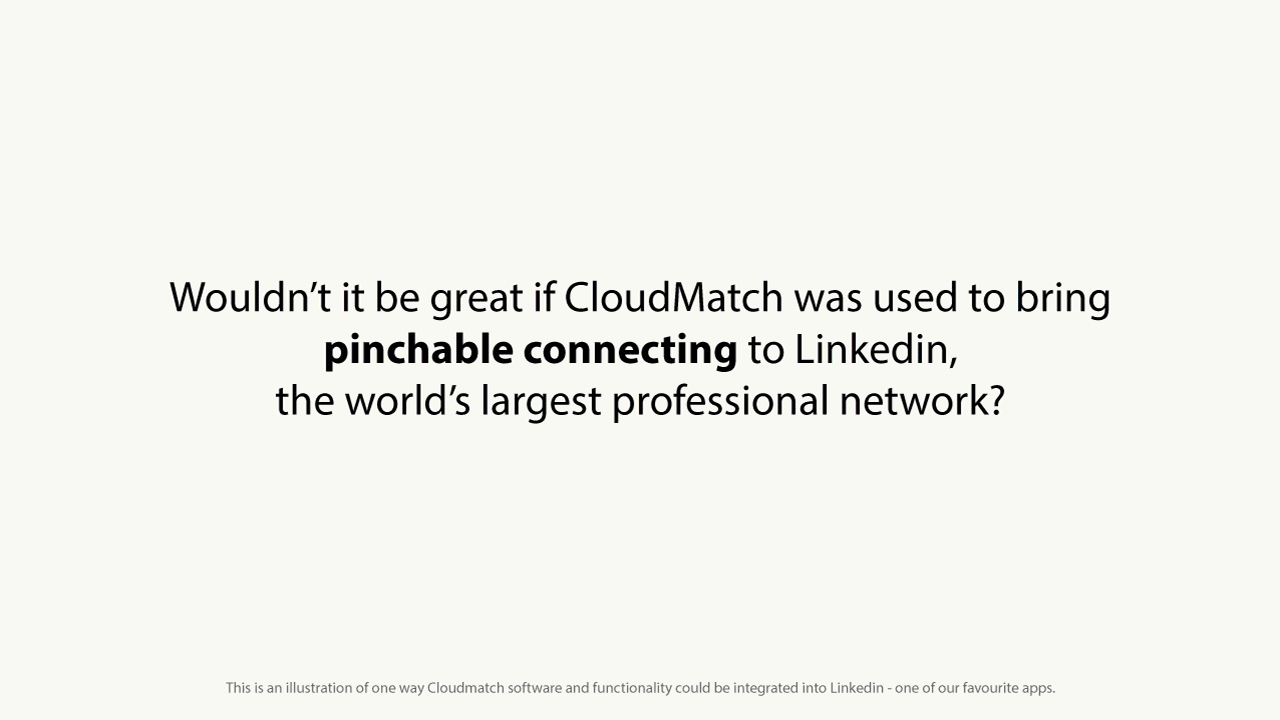 Wouldn’t it be great if CloudMatch was used to bring
pinchable connecting to Linkedin,
the world’s largest professional network?
This is an illustration of one way Cloudmatch software and functionality could be integrated into Linkedin - one of our favourite apps.